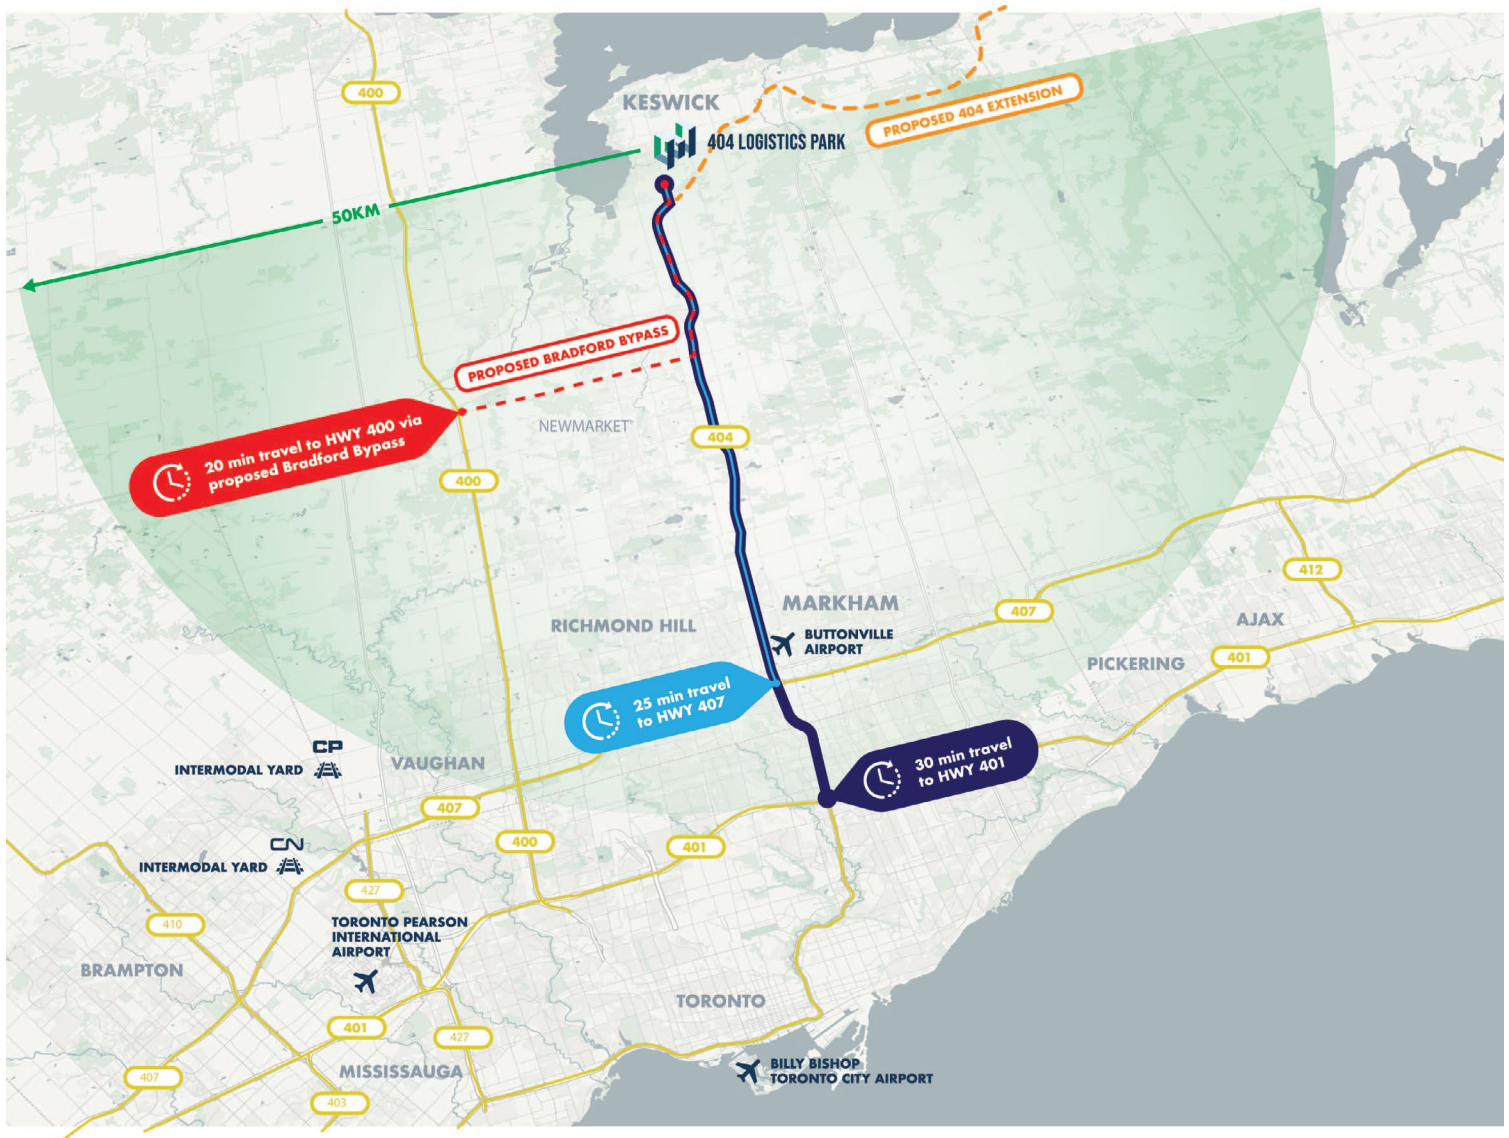 400
KESWICK
PROPOSED 404 EXTENSION
404 LOGISTICS PARK
50KM
PROPOSED BRADFORD BYPASS
20 min travel to HWY 400 via
proposed Bradford Bypass
NEWMARKET
404
400
412
MARKHAM
407
RICHMOND HILL
AJAX
BUTTONVILLE
AIRPORT
401
PICKERING
25 min travel
to HWY 407
30 min travel
to HWY 401
CP
INTERMODAL YARD
VAUGHAN
407
400
401
CN
INTERMODAL YARD
427
410
TORONTO PEARSON
INTERNATIONAL
AIRPORT
BRAMPTON
TORONTO
401
427
MISSISSAUGA
407
403
BILLY BISHOP
TORONTO CITY AIRPORT